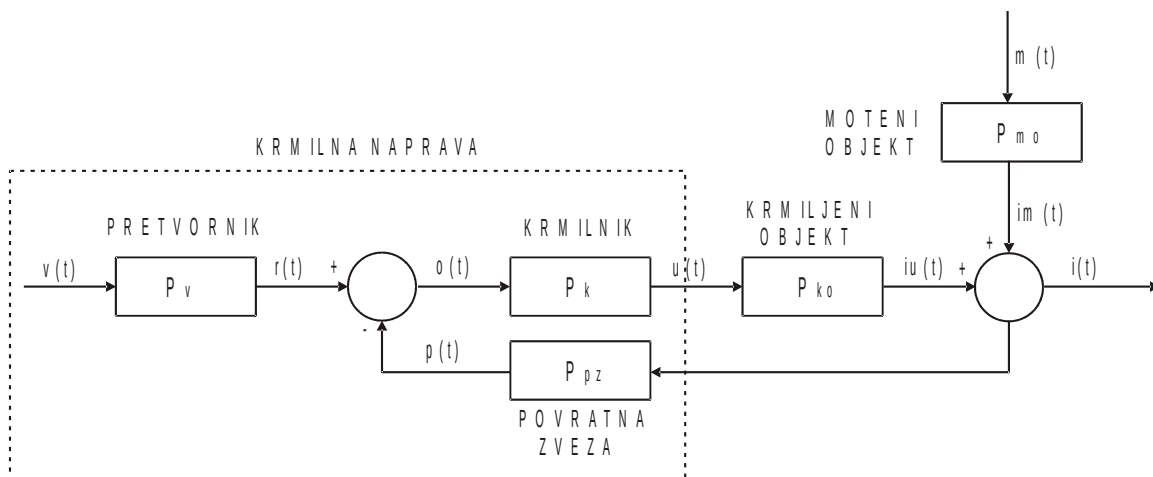 m (t)
MOTENI
OBJEKT
P mo
KRMILNA NAPRAVA
im (t)
KRMILJENI
OBJEKT
PRETVORNIK
KRMILNIK
+
v(t)
r(t)
+
o(t)
u(t)
iu(t)
+
i(t)
P v
P k
P ko
-
p(t)
P pz
POVRATNA
ZVEZA